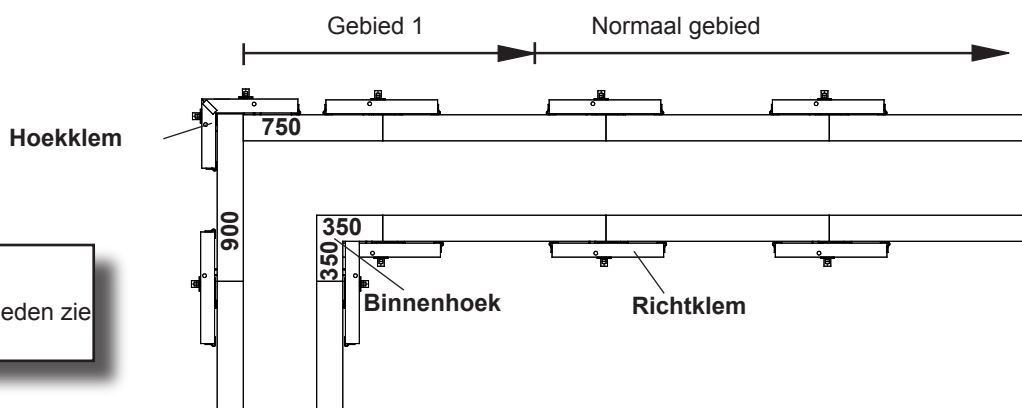 Gebied 1
Normaal gebied
Hoekklem
750
900
350
350
Binnenhoek
Richtklem
eden zie